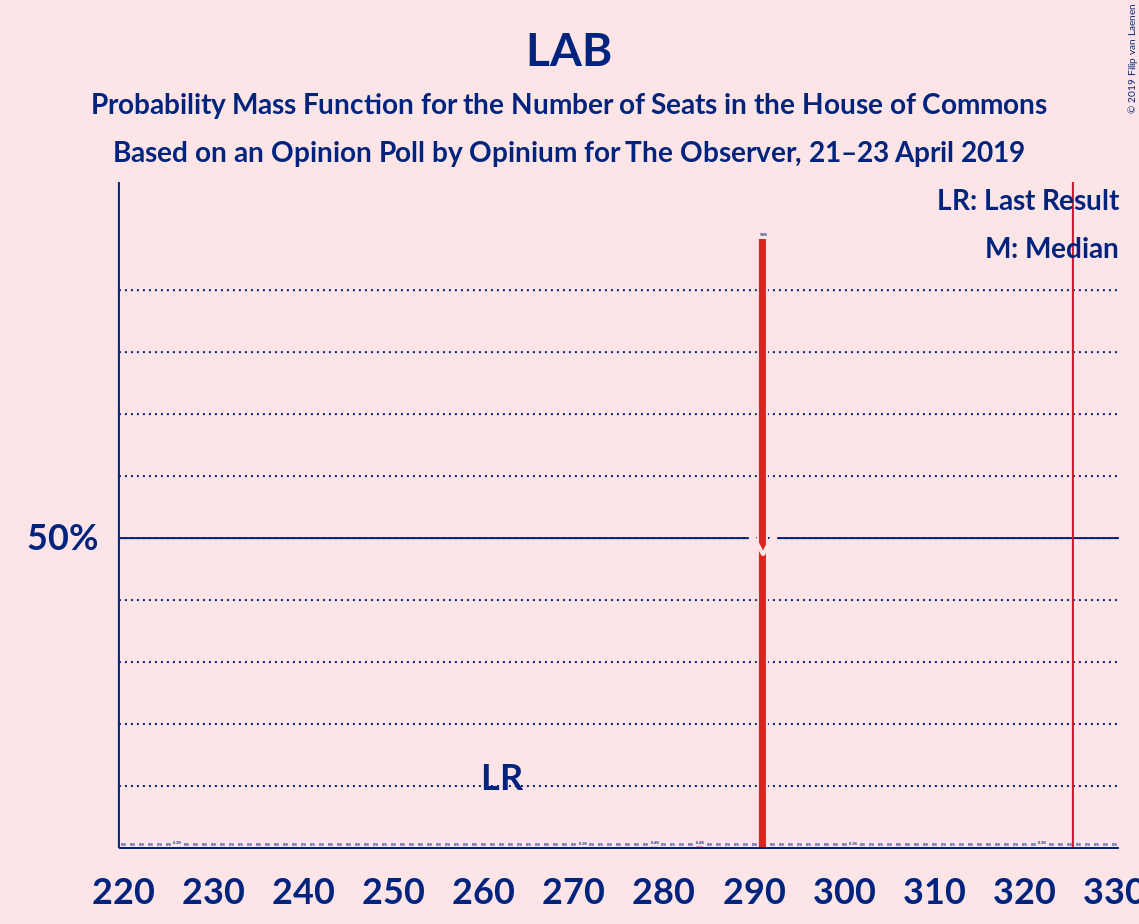 © 2019 Filip van Laenen
LAB
Probability Mass Function for the Number of Seats in the House of Commons
Based on an Opinion Poll by Opinium for The Observer, 21–23 April 2019
LR: Last Result
M: Median
98%
50%
LR
220 230 240 250 260 270 280 290 300 310 320 330